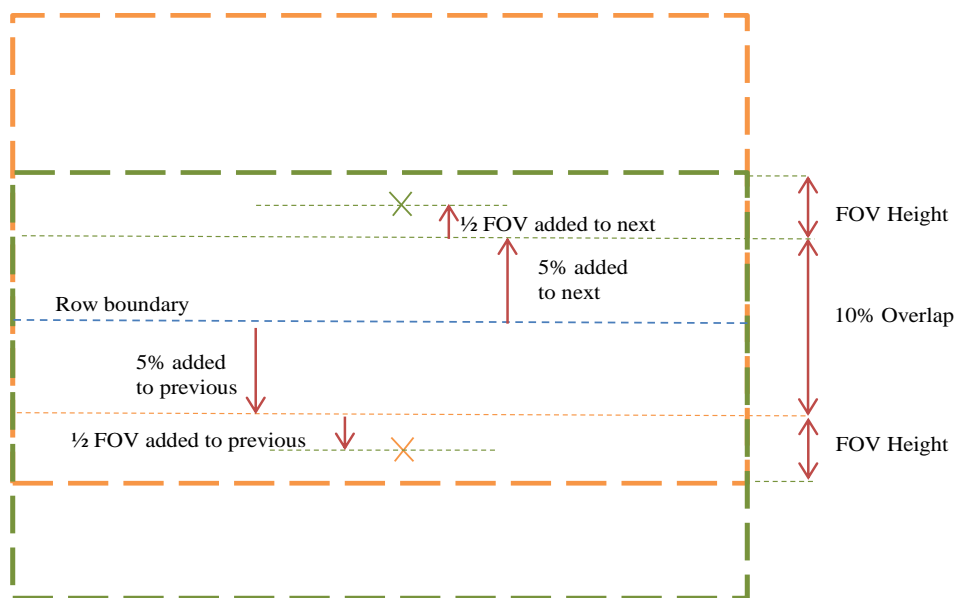 FOV Height
½ FOV added to next
5% added
to next
Row boundary
10% Overlap
5% added
to previous
½ FOV added to previous
FOV Height